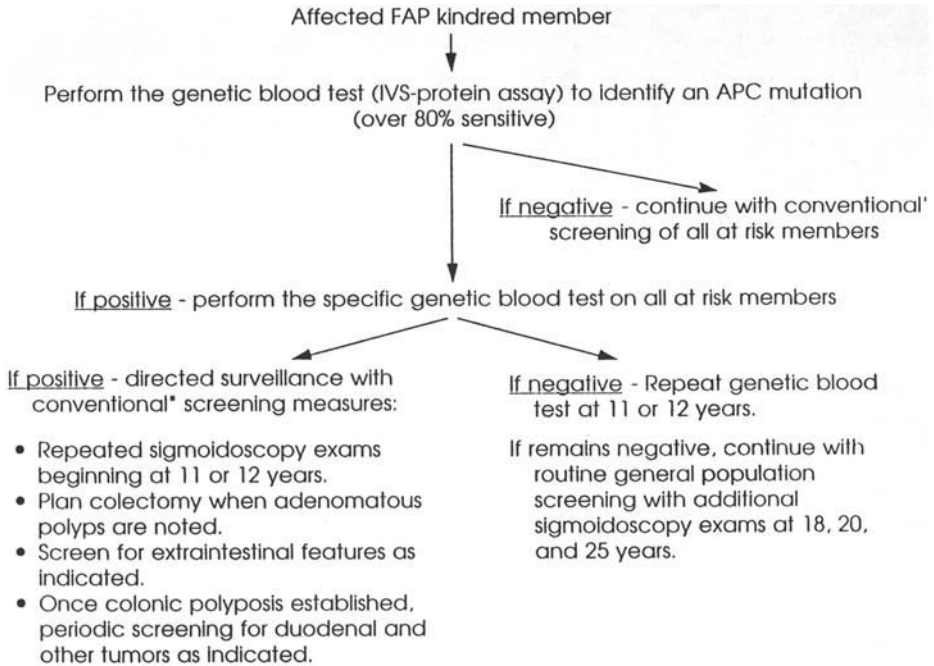 Affected FAP kindred member
Perform the genetic blood test (IVS-protein assay) to identify an APC mutation
(over 80% sensitive)
If negative - continue with conventional'
screening of all at risk members
If positive - perform the specific genetic blood test on all at risk members
If positive - directed surveillance with
conventional* screening measures:
• Repeated sigmoidoscopy exams
beginning at 11 or 12 years.
• Plan colectomy when adenomatous
polyps are noted.
• Screen for extraintestinal features as
indicated.
• Once colonic polyposis established,
periodic screening for duodenal and
other tumors as indicated.
If negative - Repeat genetic blood
test at 11 or 12 years.
If remains negative, continue with
routine general population
screening with additional
sigmoidoscopy exams at 18, 20,
and 25 years.